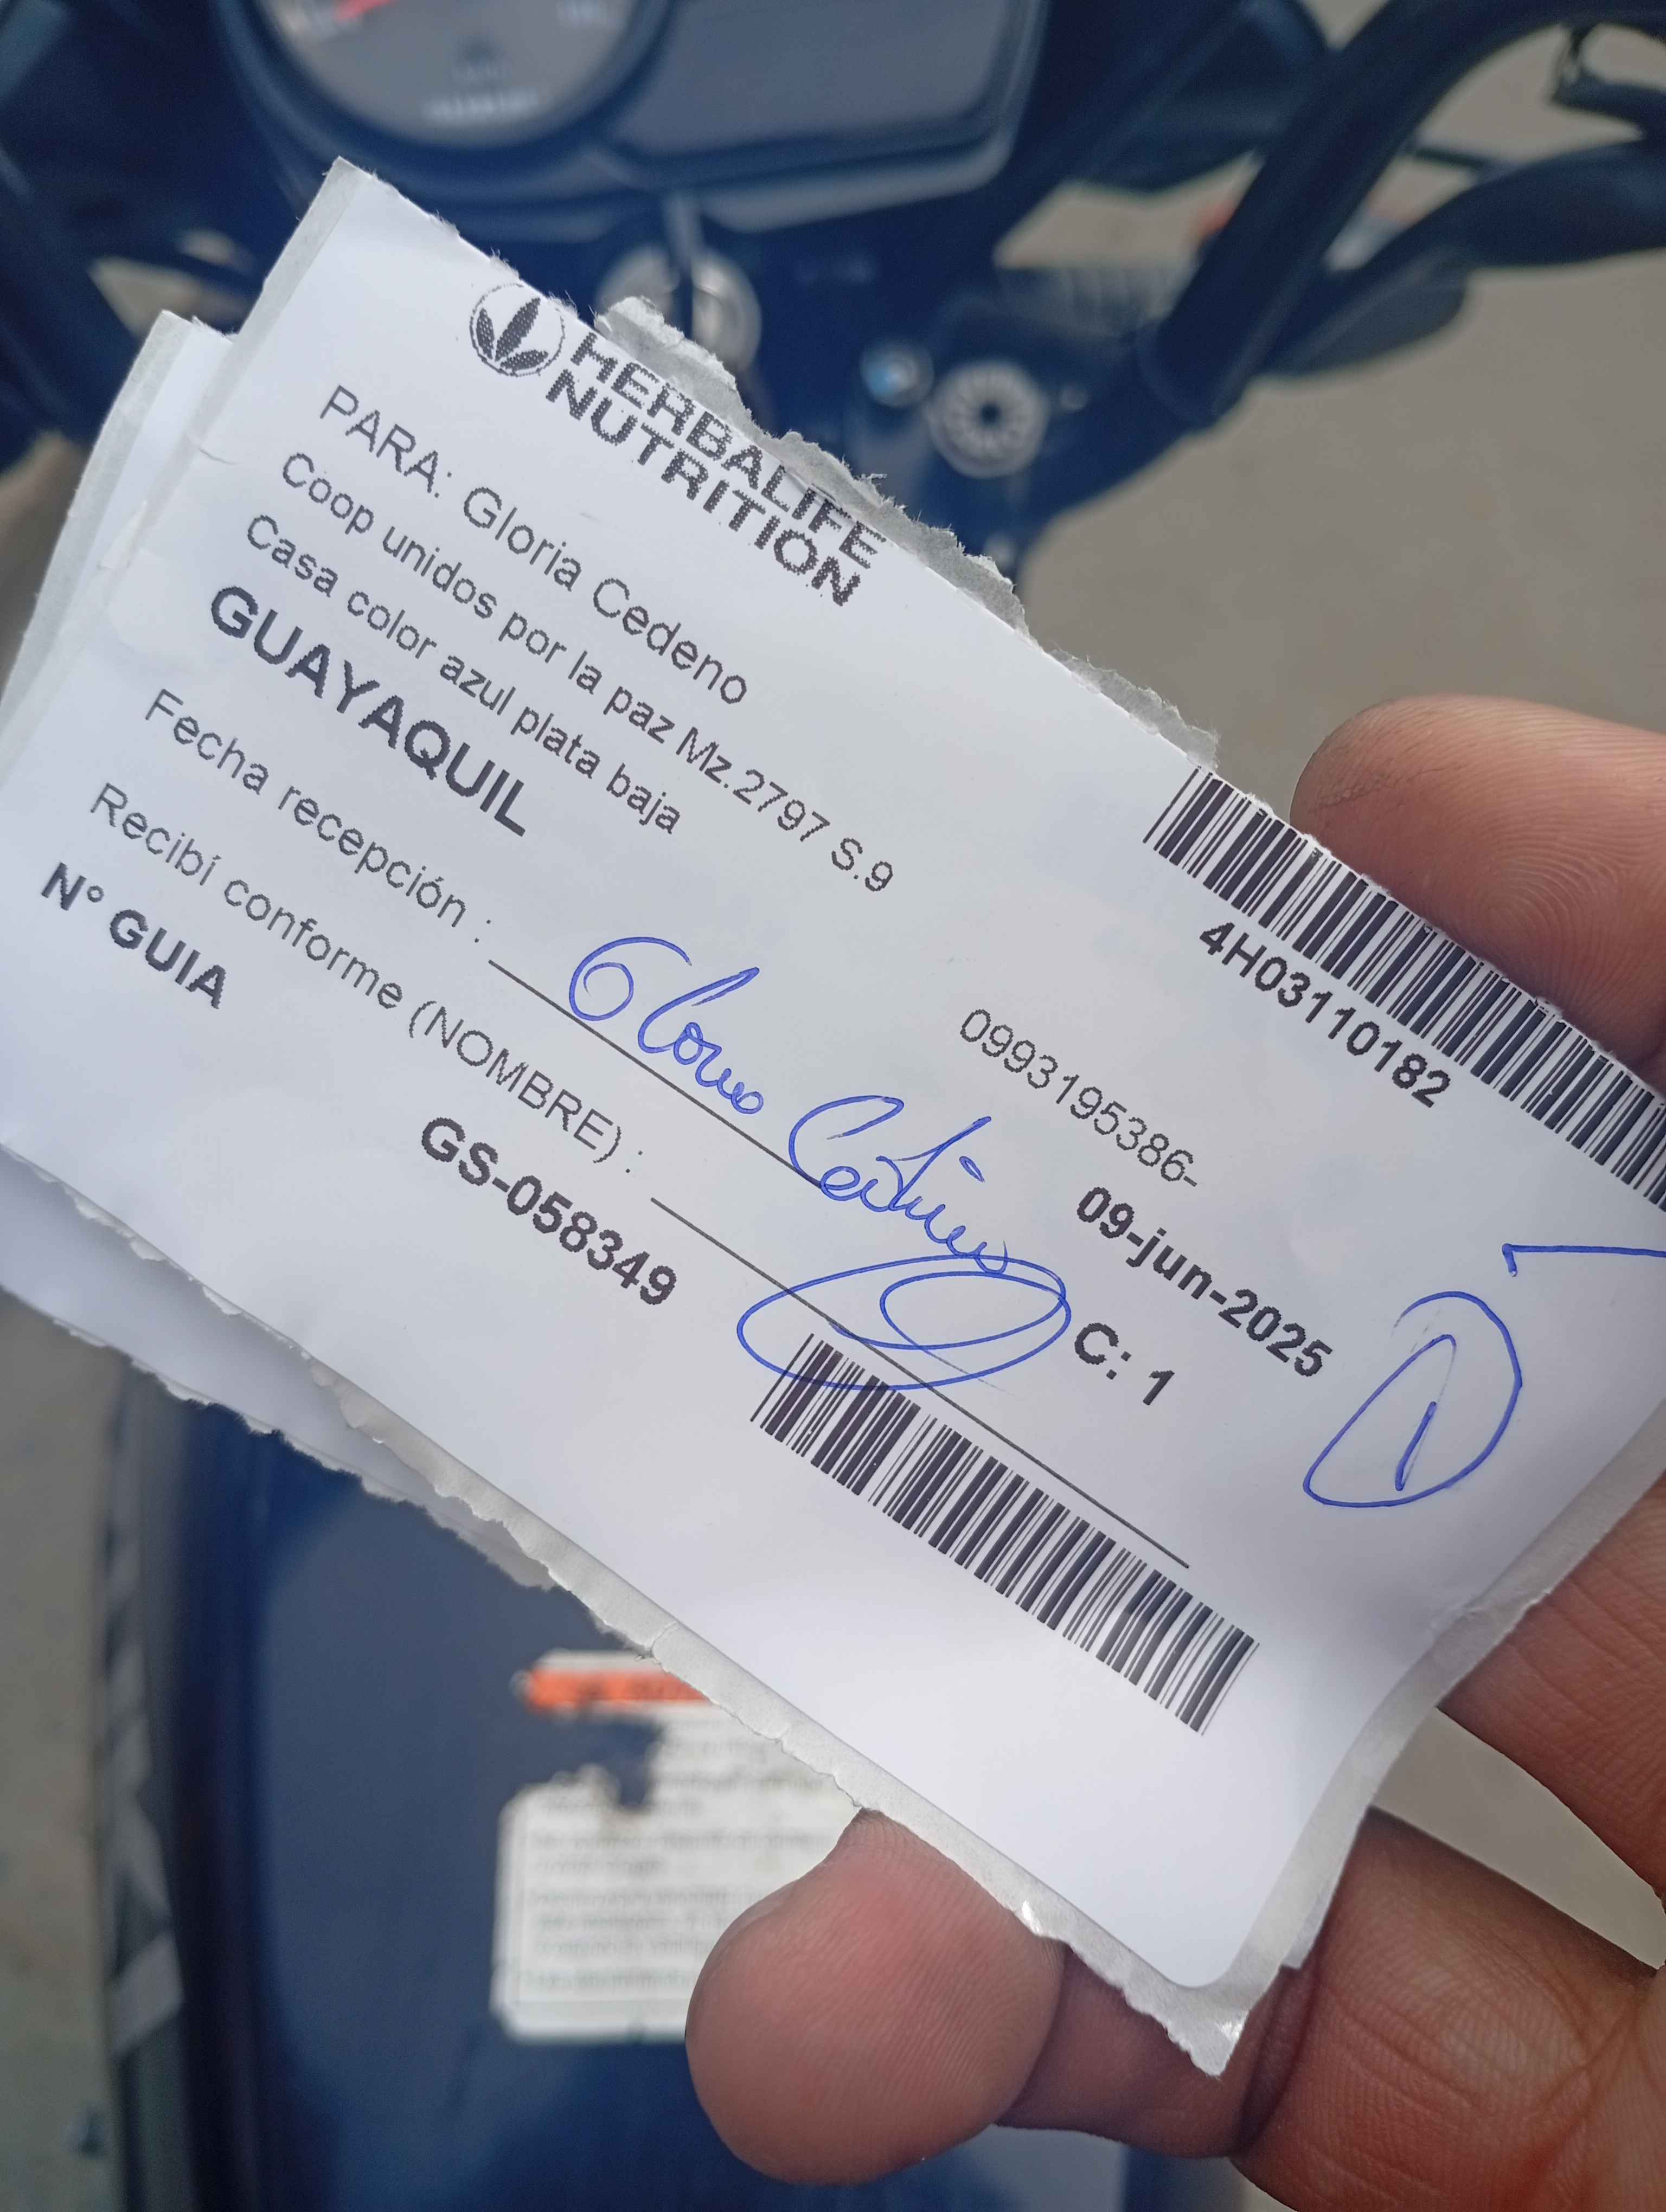 HERBALIFE
NUTRITION
4H03110182
PARA: Gloria Cedeno
Coop unidos por la paz Mz.2797 S.9
Casa color azul plata baja
0993195386-
GUAYAQUIL
09-jun-2025
Fecha recepción :
C: 1
Recibí conforme (NOMBRE) :
1
N° GUIA
GS-058349